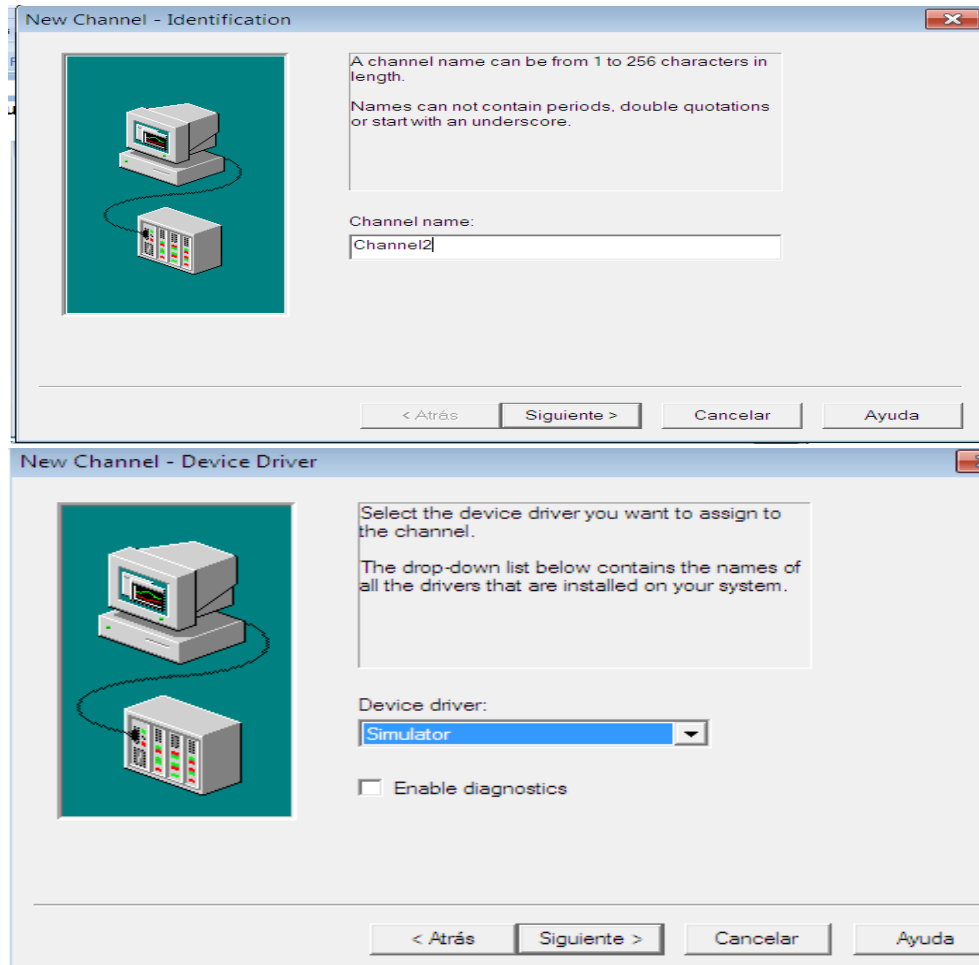 New Channel - Identification
A channel name can be from 1 to 256 characters in
length.
Names can not contain periods, double quotations
or start with an underscore.
Channel name:
Channel2
< Atrás
Siguiente >
Cancelar
Ayuda
New Channel - Device Driver
Select the device driver you want to assign to
the channel.
The drop-down list below contains the names of
all the drivers that are installed on your system.
Device driver:
Simulator
Enable diagnostics
< Atrás
Siguiente >
Cancelar
Ayuda